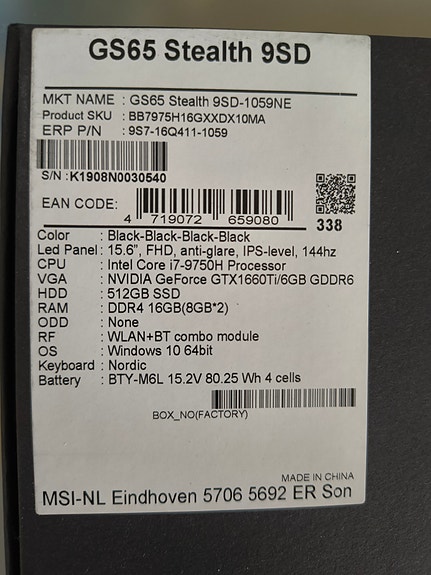 GS65 Stealth 9SD
MKT NAME : GS65 Stealth 9SD-1059NE
Product SKU : BB7975H16GXXDX10MA
ERP P/N : 9S7-16Q411-1059
S/N :K1908N0030540
EAN CODE:
4 719072 659080
338
Color : Black-Black-Black-Black
Led Panel : 15.6", FHD, anti-glare, IPS-level, 144hz
CPU : Intel Core i7-9750H Processor
VGA : NVIDIA GeForce GTX1660Ti/6GB GDDR6
HDD : 512GB SSD
RAM : DDR4 16GB(8GB*2)
ODD : None
RF : WLAN+BT combo module
OS : Windows 10 64bit
Keyboard : Nordic
Battery : BTY-M6L 15.2V 80.25 Wh 4 cells
BOX_NO(FACTORY)
MADE IN CHINA
MSI-NL Eindhoven 5706 5692 ER Son